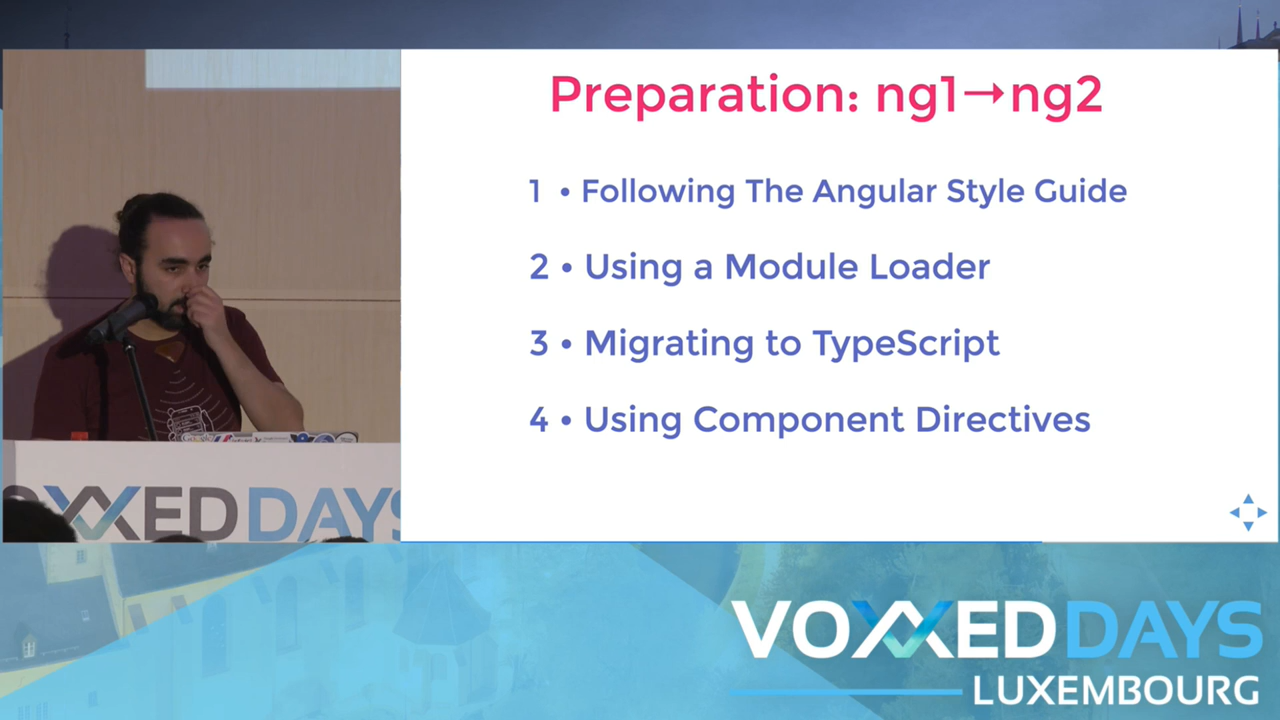 Preparation: ng1→ng2
1 • Following The Angular Style Guide
2 • Using a Module Loader
3 • Migrating to TypeScript
4 • Using Component Directives
VOXXED DAYS
VOXXED DAYS
LUXEMBOURG